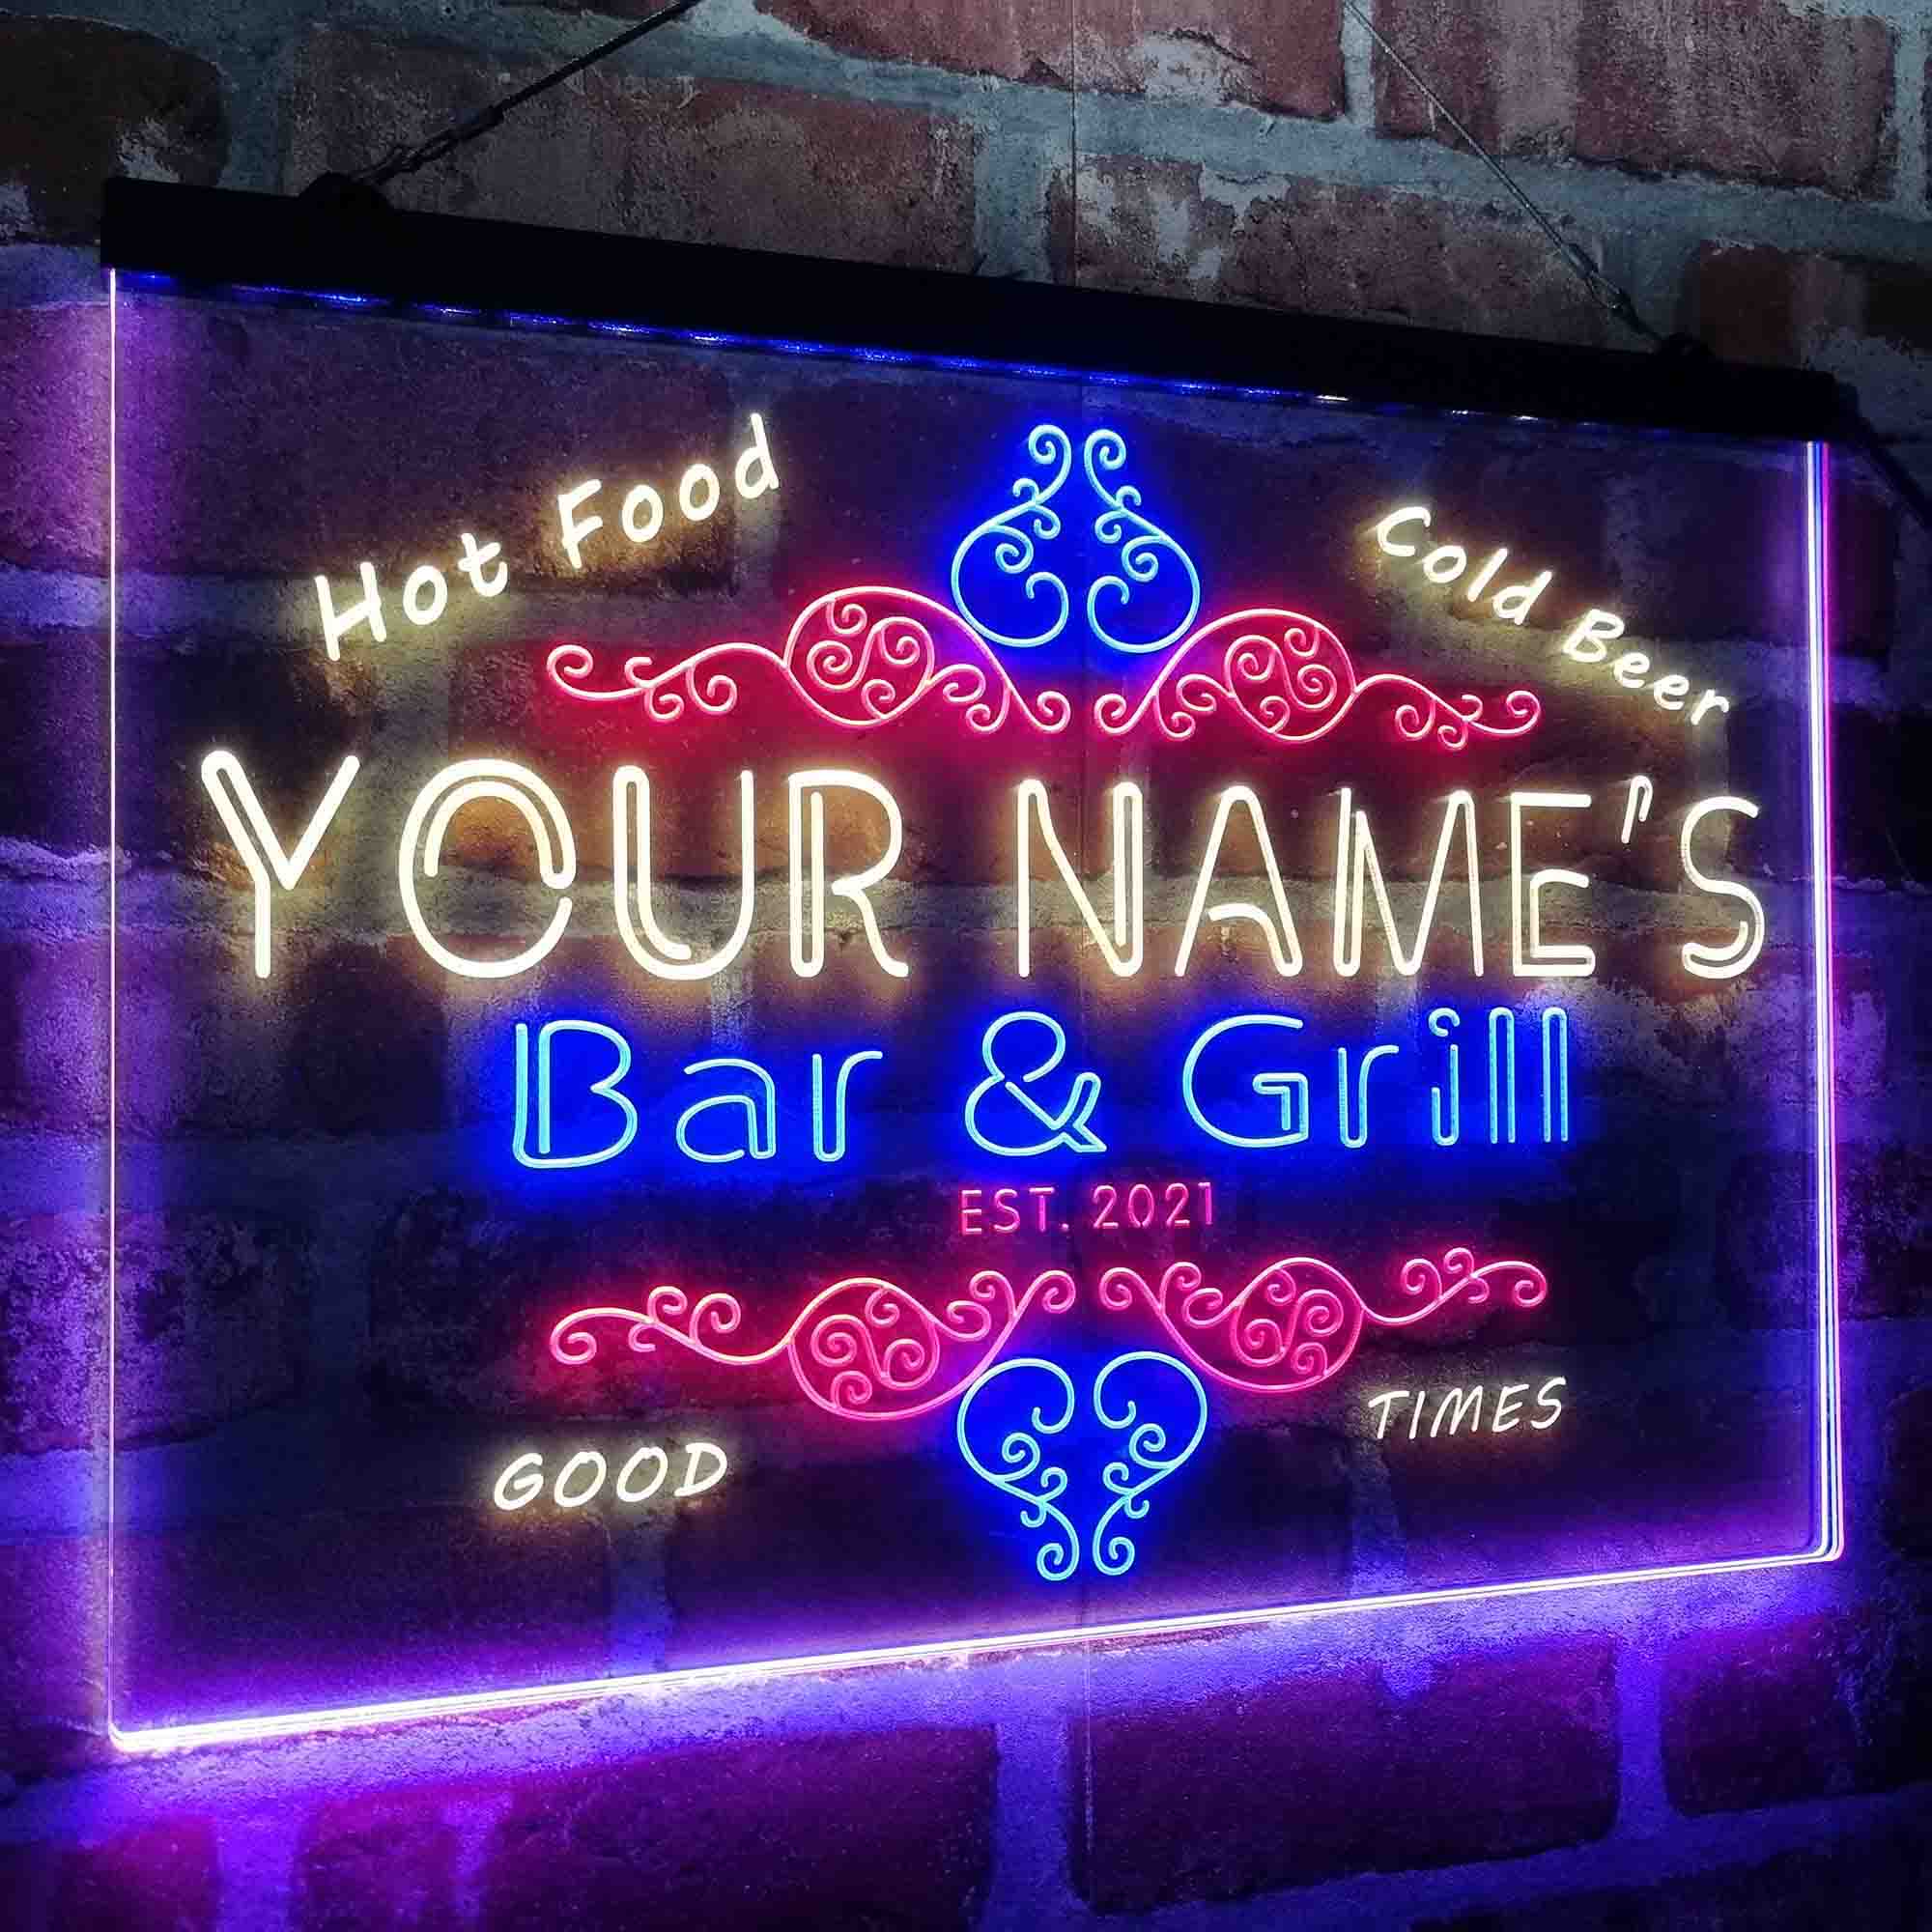 Hot Food
Cold Beer
YOUR NAME'S
Bar & Grill
EST. 2021
GOOD
TIMES